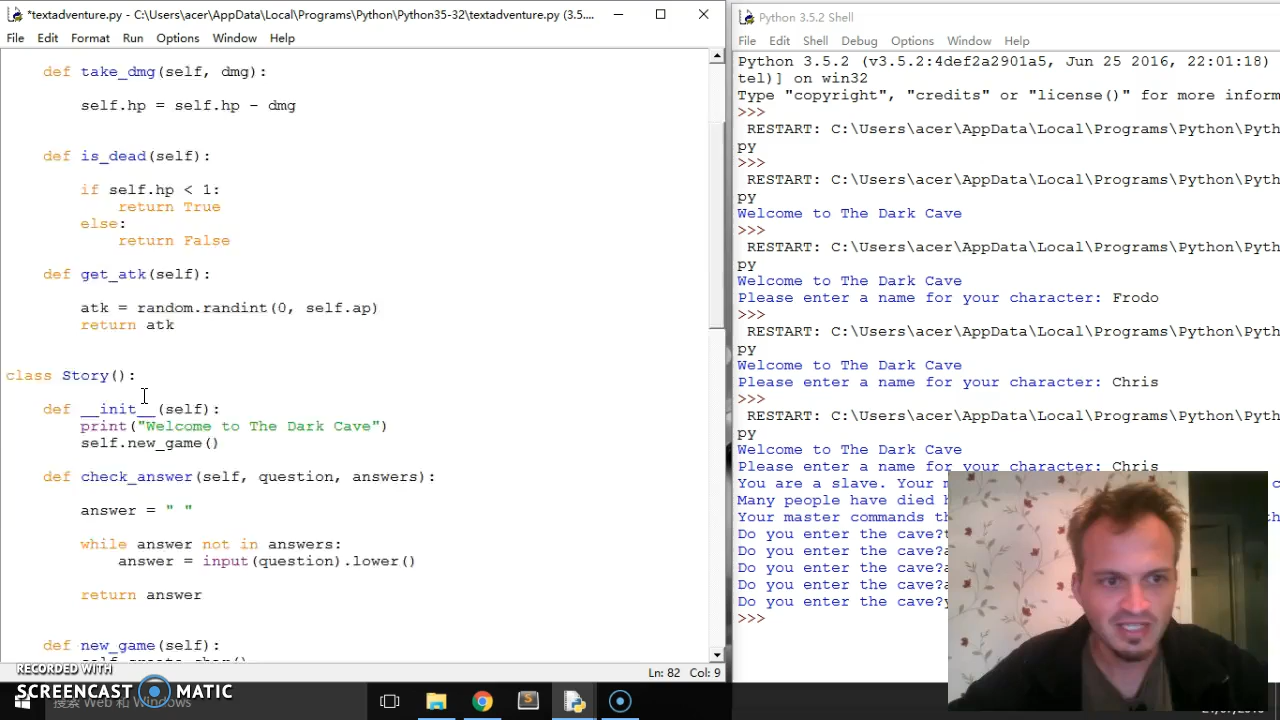 *textadventure.py - C:\Users\acer\AppData\Local\Programs\Python\Python35-32\textadventure.py (3.5....
File Edit Format Run Options Window Help
def take_dmg(self, dmg):
self.hp = self.hp - dmg
def is_dead(self):
if self.hp < 1:
return True
else:
return False
def get_atk(self):
atk = random.randint(0, self.ap)
return atk
class Story():
def __init__(self):
print("Welcome to The Dark Cave")
self.new_game()
def check_answer(self, question, answers):
answer = " "
while answer not in answers:
answer = input(question).lower()
return answer
def new_game(self):
Ln: 82 Col: 9
Python 3.5.2 Shell
File Edit Shell Debug Options Window Help
Python 3.5.2 (v3.5.2:4def2a2901a5, Jun 25 2016, 22:01:18)
tel)] on win32
Type "copyright", "credits" or "license()" for more inform
>>>
RESTART: C:\Users\acer\AppData\Local\Programs\Python\Pyth
py
>>>
RESTART: C:\Users\acer\AppData\Local\Programs\Python\Pyth
py
Welcome to The Dark Cave
>>>
RESTART: C:\Users\acer\AppData\Local\Programs\Python\Pyth
py
Welcome to The Dark Cave
Please enter a name for your character: Frodo
>>>
RESTART: C:\Users\acer\AppData\Local\Programs\Python\Pyth
py
Welcome to The Dark Cave
Please enter a name for your character: Chris
>>>
RESTART: C:\Users\acer\AppData\Local\Programs\Python\Pyth
py
Welcome to The Dark Cave
Please enter a name for your character: Chris
You are a slave. Your
Many people have died
Your master commands
Do you enter the cave?
Do you enter the cave?
Do you enter the cave?
Do you enter the cave?
Do you enter the cave?
>>>
RECORDED WITH
SCREENCAST MATIC
搜索 Web 和 Windows